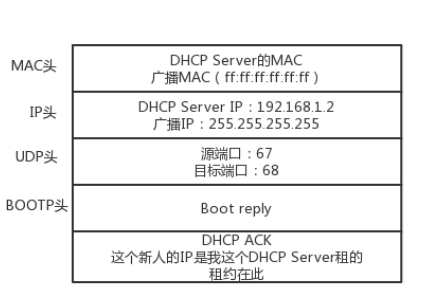 MAC头
DHCP Server的MAC
广播MAC（ff:ff:ff:ff:ff:ff）
IP头
DHCP Server IP：192.168.1.2
广播IP：255.255.255.255
UDP头
源端口：67
目标端口：68
BOOTP头
Boot reply
DHCP ACK
这个新人的IP是我这个DHCP Server租的
租约在此